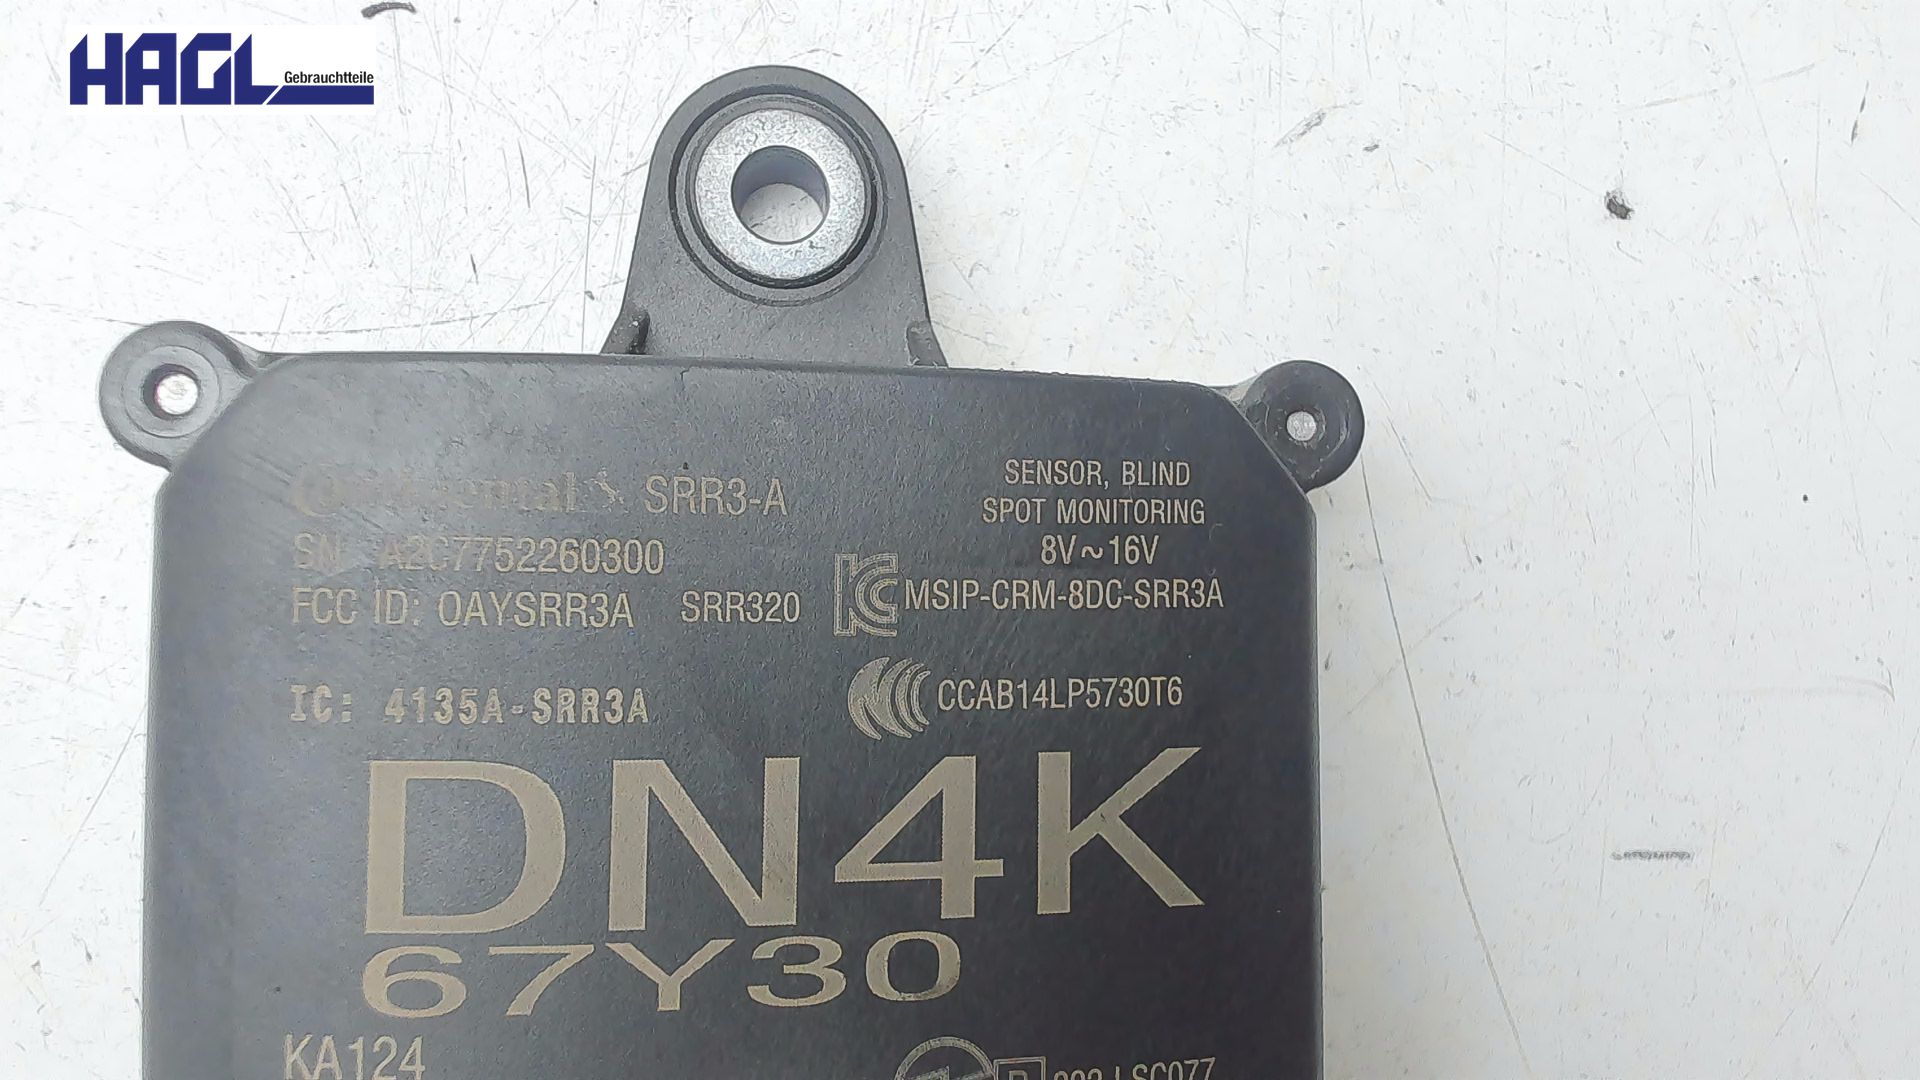 HAGL Gebrauchtteile
Continental SRR3-A
SENSOR, BLIND
SPOT MONITORING
8V~16V
SN A2C7752260300
FCC ID: OAYSRR3A SRR320
MSIP-CRM-8DC-SRR3A
IC: 4135A-SRR3A
CCAB14LP5730T6
DN4K
67Y30
KA124